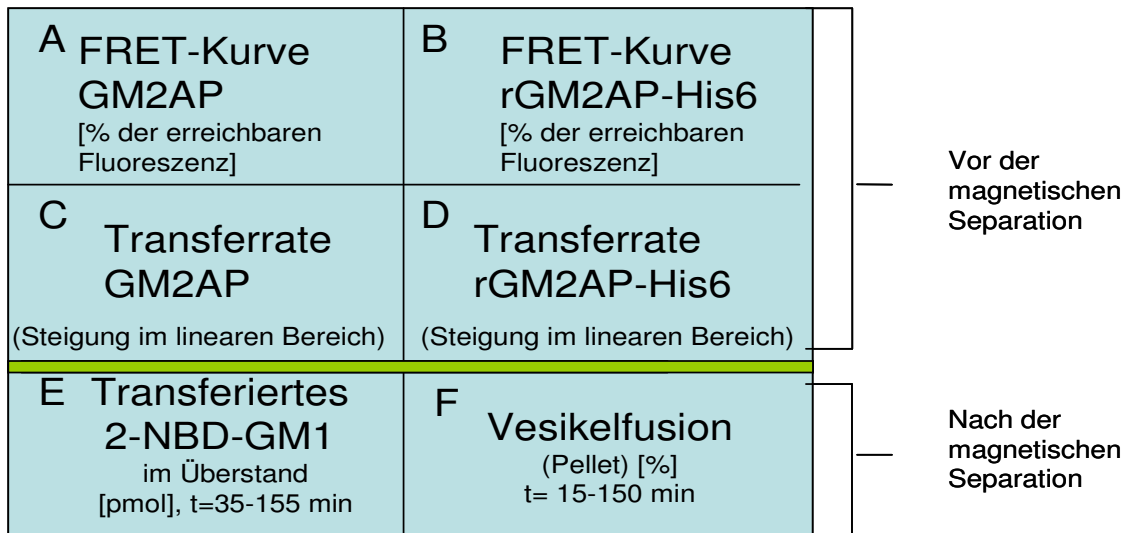 A FRET-Kurve
GM2AP
[% der erreichbaren
Fluoreszenz]
B FRET-Kurve
rGM2AP-His6
[% der erreichbaren
Fluoreszenz]
Vor der
magnetischen
Separation
C Transferrate
GM2AP
(Steigung im linearen Bereich)
D Transferrate
rGM2AP-His6
(Steigung im linearen Bereich)
E Transferiertes
2-NBD-GM1
im Überstand
[pmol], t=35-155 min
F Vesikelfusion
(Pellet) [%]
t= 15-150 min
Nach der
magnetischen
Separation